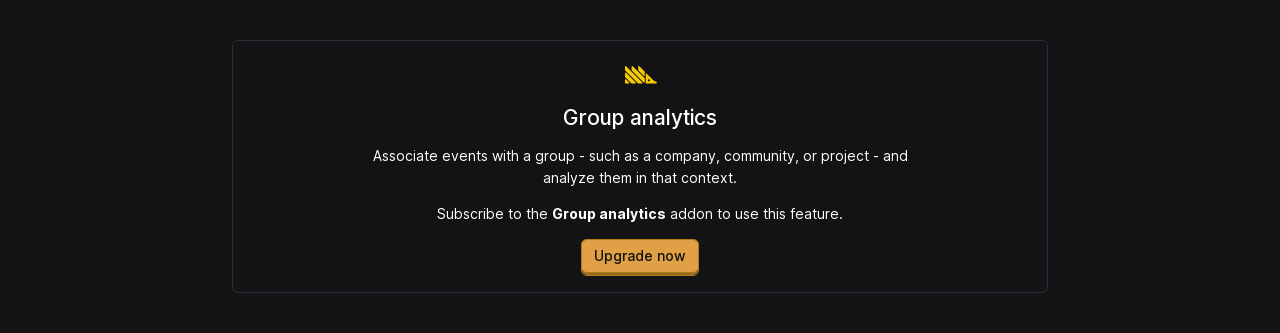 Group analytics
Associate events with a group - such as a company, community, or project - and
analyze them in that context.
Subscribe to the Group analytics addon to use this feature.
Upgrade now